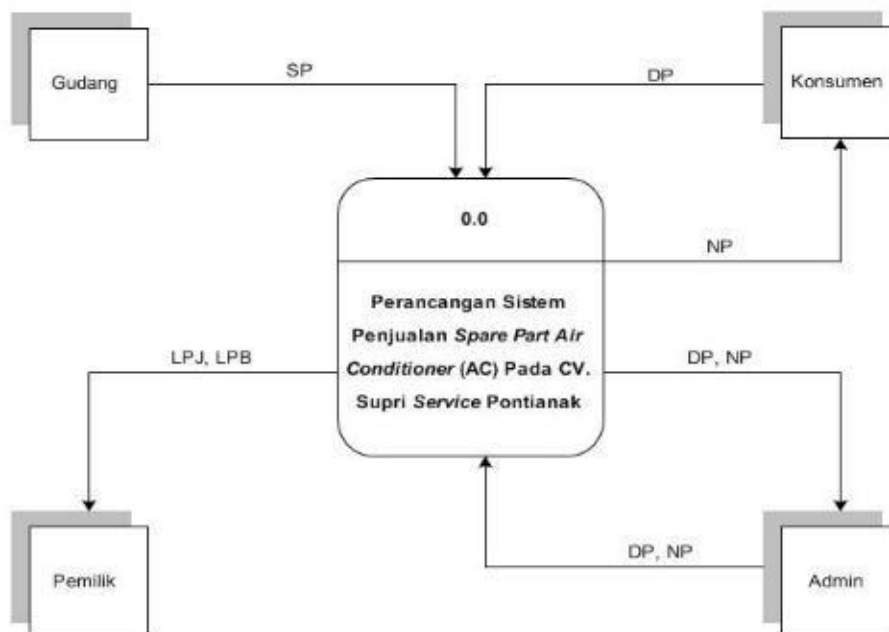 Gudang
SP
DP
Konsumen
0.0
NP
Perancangan Sistem
Penjualan Spare Part Air
Conditioner (AC) Pada CV.
Supri Service Pontianak
LPJ, LPB
DP, NP
DP, NP
Pemilik
Admin